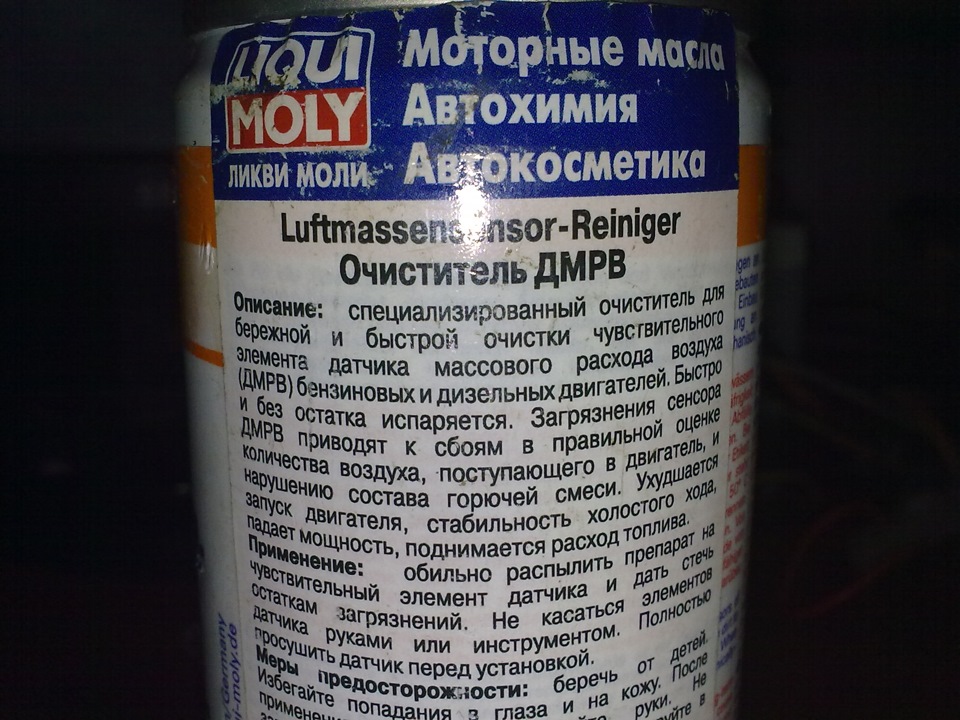 LIQUI
MOLY
ЛИКВИ МОЛИ
Моторные масла
Автохимия
Автокосметика
Luftmassensensor-Reiniger
Очиститель ДМРВ
Описание: специализированный очиститель для
бережной и быстрой очистки чувствительного
элемента датчика массового расхода воздуха
(ДМРВ) бензиновых и дизельных двигателей. Быстро
и без остатка испаряется. Загрязнения сенсора
ДМРВ приводят к сбоям в правильной оценке
количества воздуха, поступающего в двигатель, и
нарушению состава горючей смеси. Ухудшается
запуск двигателя, стабильность холостого хода,
падает мощность, поднимается расход топлива.
Применение: обильно распылить препарат на
чувствительный элемент датчика и дать стечь
остаткам загрязнений. Не касаться элементов
датчика руками или инструментом. Полностью
просушить датчик перед установкой.
Меры предосторожности: беречь от детей.
Избегайте попадания в глаза и на кожу. После
руки. Не
Germany